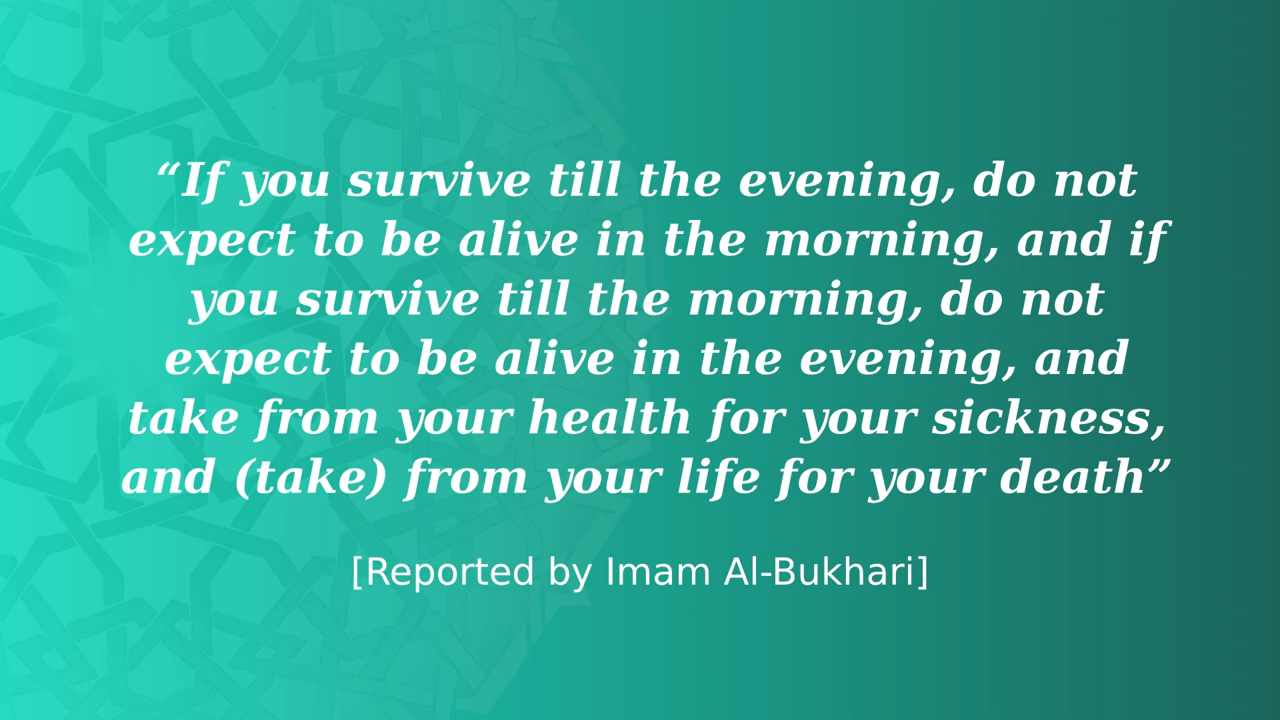 “If you survive till the evening, do not
expect to be alive in the morning, and if
you survive till the morning, do not
expect to be alive in the evening, and
take from your health for your sickness,
and (take) from your life for your death”
[Reported by Imam Al-Bukhari]